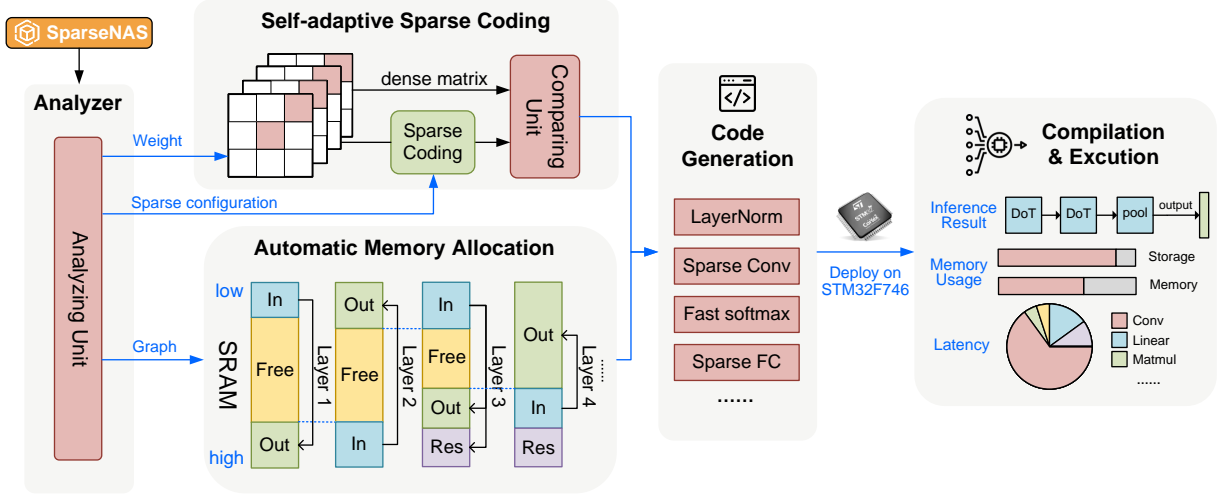 SparseNAS
Analyzer
Analyzing Unit
Weight
Sparse configuration
Graph
Self-adaptive Sparse Coding
dense matrix
Sparse
Coding
Comparing
Unit
Automatic Memory Allocation
low
SRAM
high
In
Free
Out
Layer 1
Out
Free
In
Layer 2
In
Free
Out
Res
Layer 3
Out
In
Res
Layer 4
......
Code
Generation
LayerNorm
Sparse Conv
Fast softmax
Sparse FC
......
STM32
Cortex
Deploy on
STM32F746
Compilation
& Excution
Inference
Result
DoT
DoT
pool
output
Memory
Usage
Storage
Memory
Latency
Conv
Linear
Matmul
......